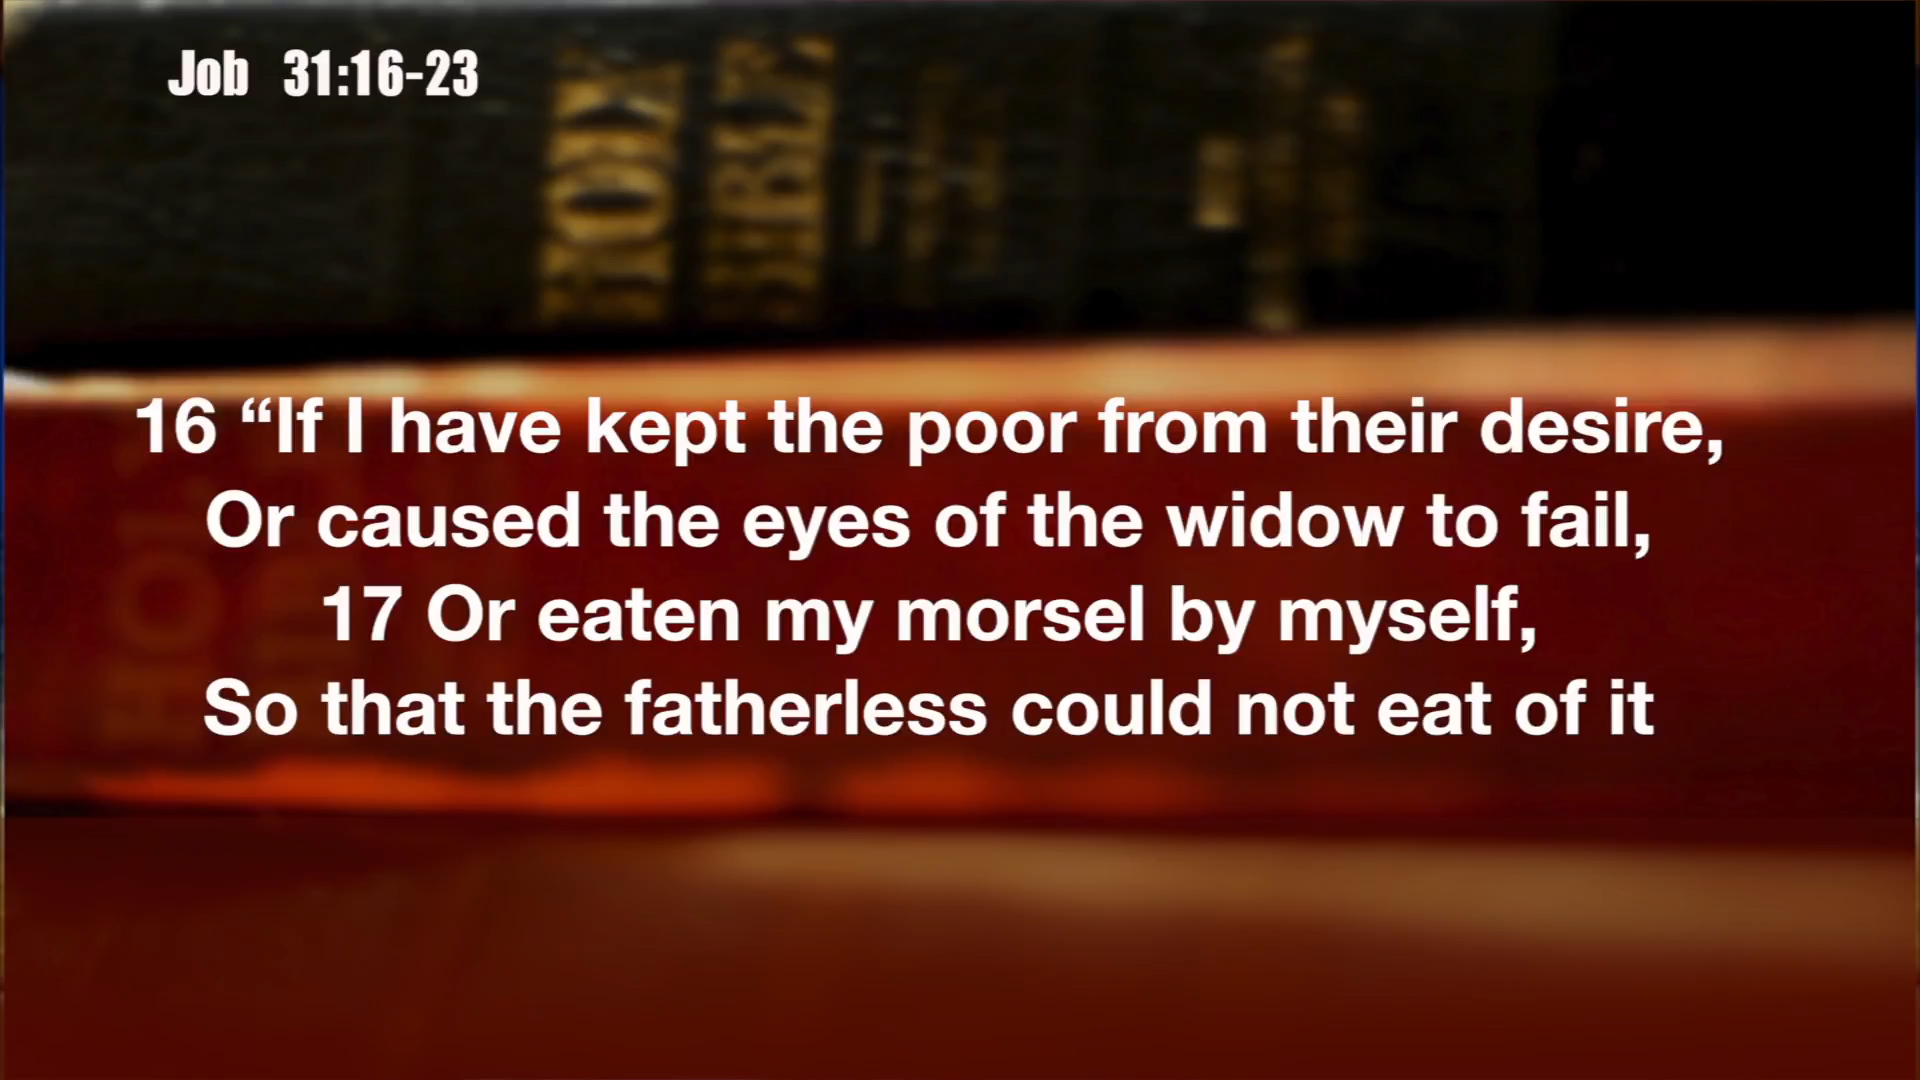 Job 31:16-23
16 “If I have kept the poor from their desire,
Or caused the eyes of the widow to fail,
17 Or eaten my morsel by myself,
So that the fatherless could not eat of it